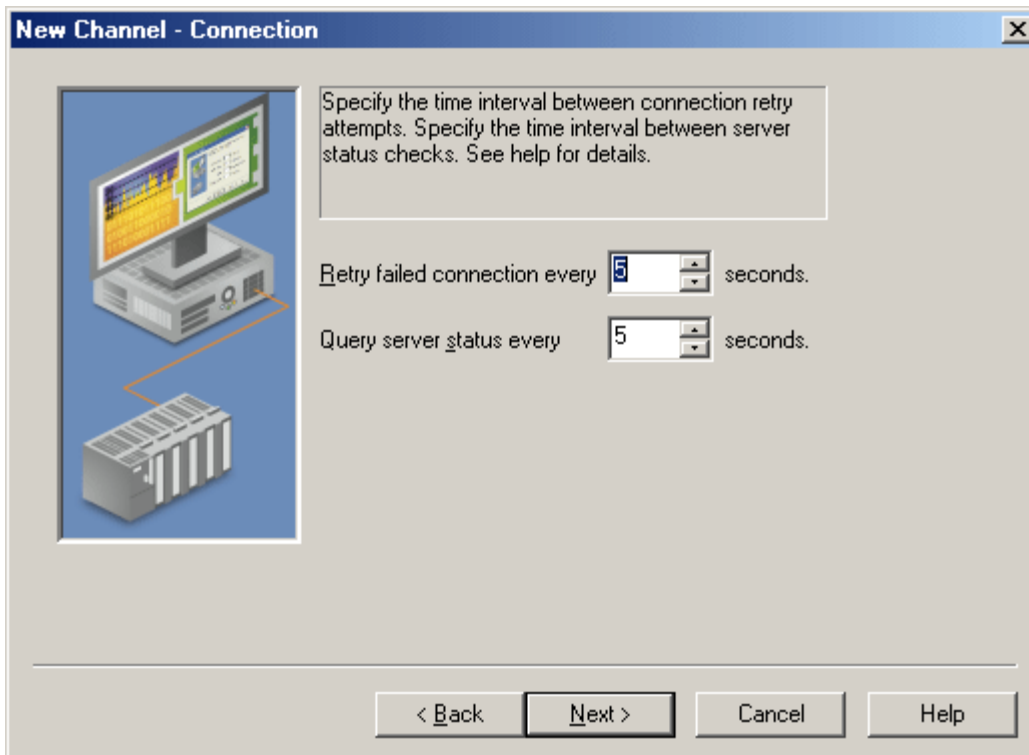 New Channel - Connection
Specify the time interval between connection retry
attempts. Specify the time interval between server
status checks. See help for details.
Retry failed connection every 5 seconds.
Query server status every 5 seconds.
< Back Next > Cancel Help